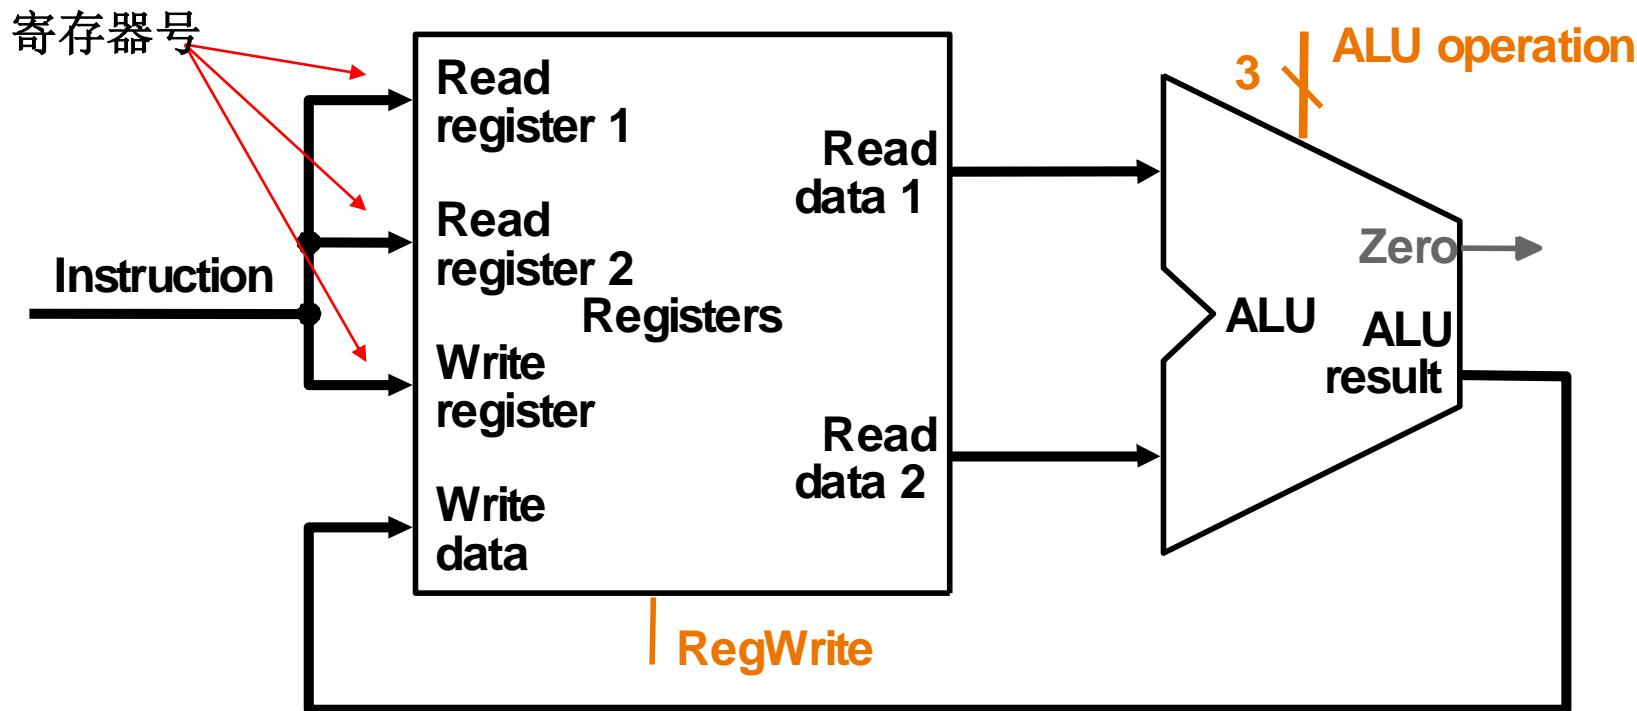 寄存器号
Read
register 1
Read
register 2
Instruction
Registers
Write
register
Write
data
Read
data 1
Read
data 2
RegWrite
3
ALU operation
Zero
ALU
ALU
result